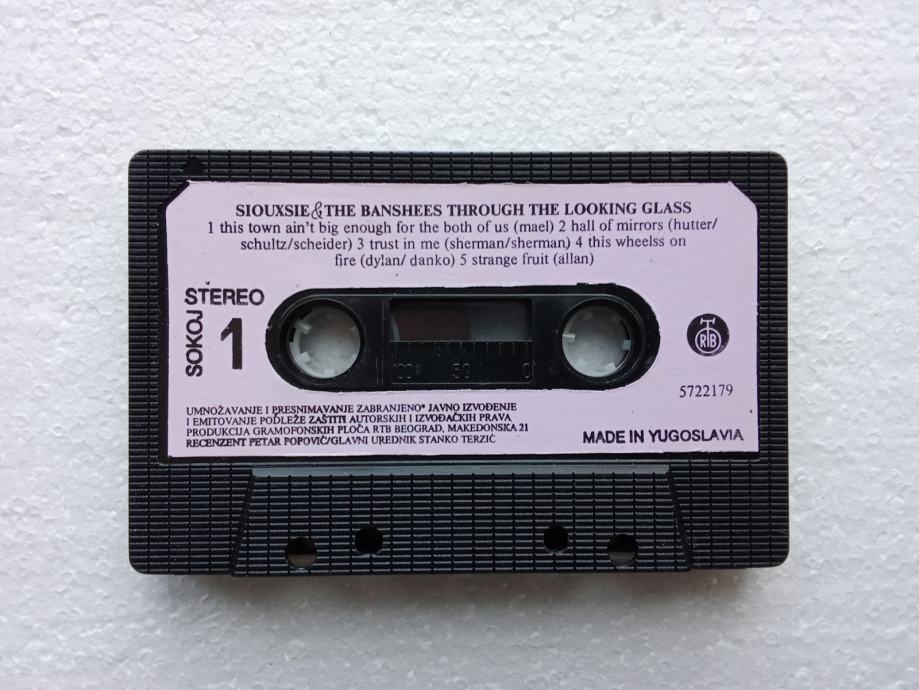 SIOUXSIE & THE BANSHEES THROUGH THE LOOKING GLASS
1 this town ain't big enough for the both of us (mael) 2 hall of mirrors (hutter/
schultz/scheider) 3 trust in me (sherman/sherman) 4 this wheelss on
fire (dylan/ danko) 5 strange fruit (allan)
STEREO
SOKOJ
1
100 50 0
RTB
5722179
UMNOŽAVANJE I PRESNIMAVANJE ZABRANJENO* JAVNO IZVOĐENJE
I EMITOVANJE PODLEŽE ZAŠTITI AUTORSKIH I IZVOĐAČKIH PRAVA
PRODUKCIJA GRAMOFONSKIH PLOČA RTB BEOGRAD, MAKEDONSKA 21
RECENZENT PETAR POPOVIĆ/GLAVNI UREDNIK STANKO TERZIĆ
MADE IN YUGOSLAVIA